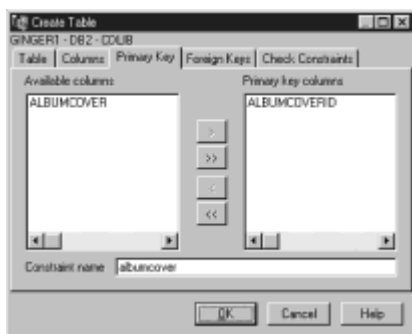 Create Table
GINGER1 - DB2 - CDLIB
Table Columns Primary Key Foreign Keys Check Constraints
Available columns Primary key columns
ALBUMCOVER ALBUMCOVERID
>
>>
<
<<
Constraint name albumcover
OK Cancel Help